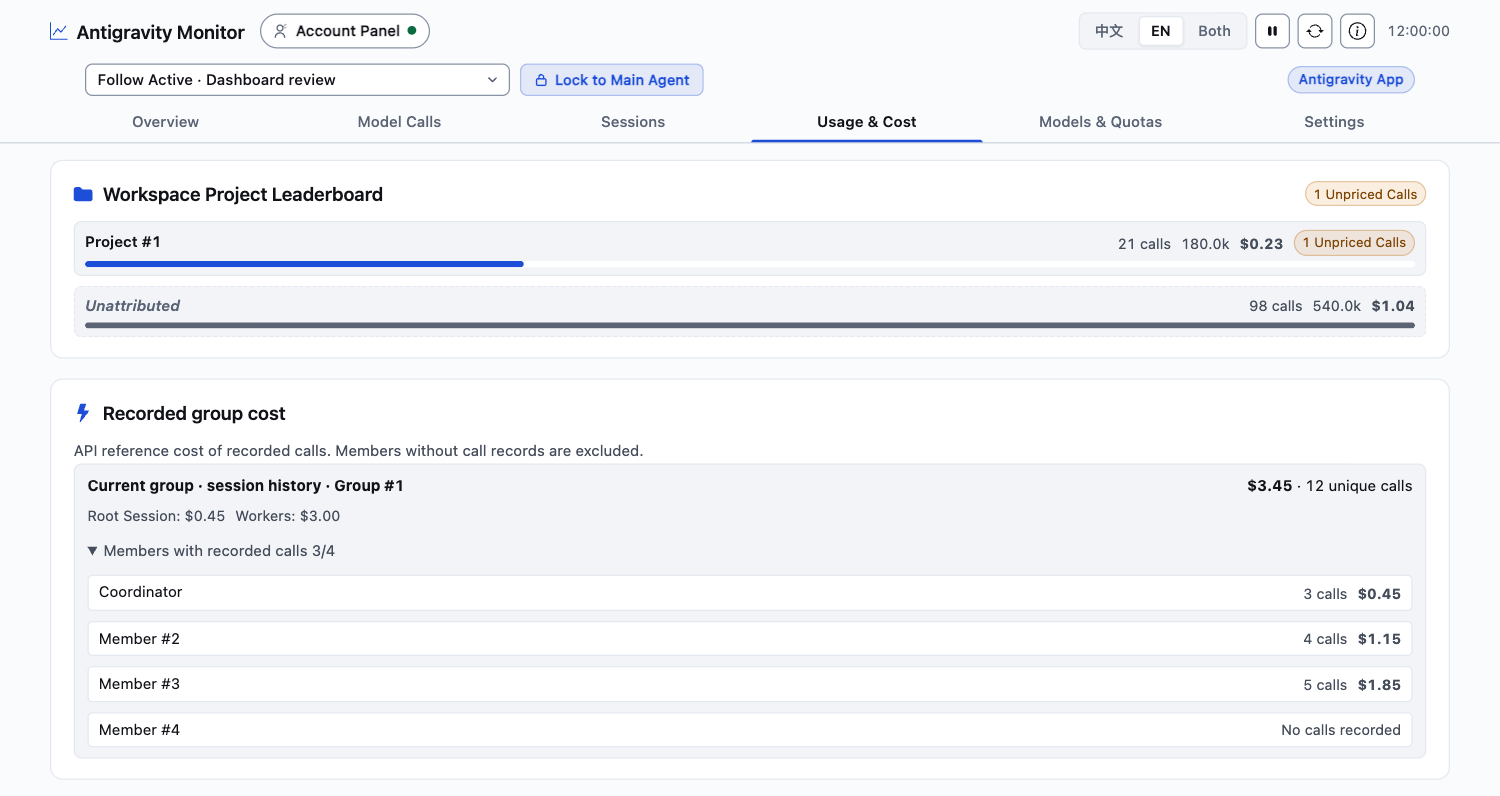 Antigravity Monitor
Account Panel
中文 EN Both
12:00:00
Follow Active · Dashboard review
Lock to Main Agent
Antigravity App
Overview Model Calls Sessions Usage & Cost Models & Quotas Settings
Workspace Project Leaderboard
1 Unpriced Calls
Project #1
21 calls 180.0k $0.23 1 Unpriced Calls
Unattributed
98 calls 540.0k $1.04
Recorded group cost
API reference cost of recorded calls. Members without call records are excluded.
Current group · session history · Group #1
$3.45 · 12 unique calls
Root Session: $0.45 Workers: $3.00
▼ Members with recorded calls 3/4
Coordinator
3 calls $0.45
Member #2
4 calls $1.15
Member #3
5 calls $1.85
Member #4
No calls recorded